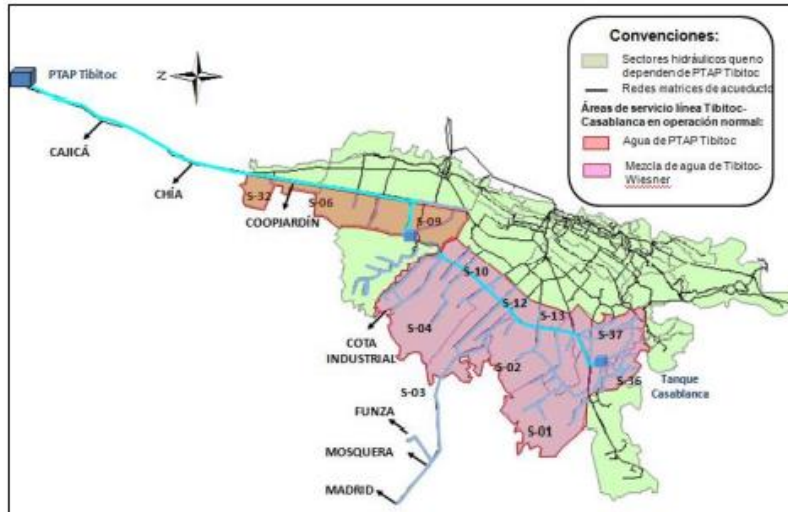 Convenciones:
Sectores hidráulicos que no
dependen de PTAP Tibitoc
Redes matrices de acueducto
Áreas de servicio línea Tibitoc-
Casablanca en operación normal:
Agua de PTAP Tibitoc
Mezcla de agua de Tibitoc-
Wiesner
PTAP Tibitoc
Z
CAJICÁ
CHÍA
COOPJARDÍN
S-32
S-06
S-09
S-10
S-12
S-13
S-37
S-04
COTA
INDUSTRIAL
S-02
S-36
Tanque
Casablanca
S-03
FUNZA
S-01
MOSQUERA
MADRID